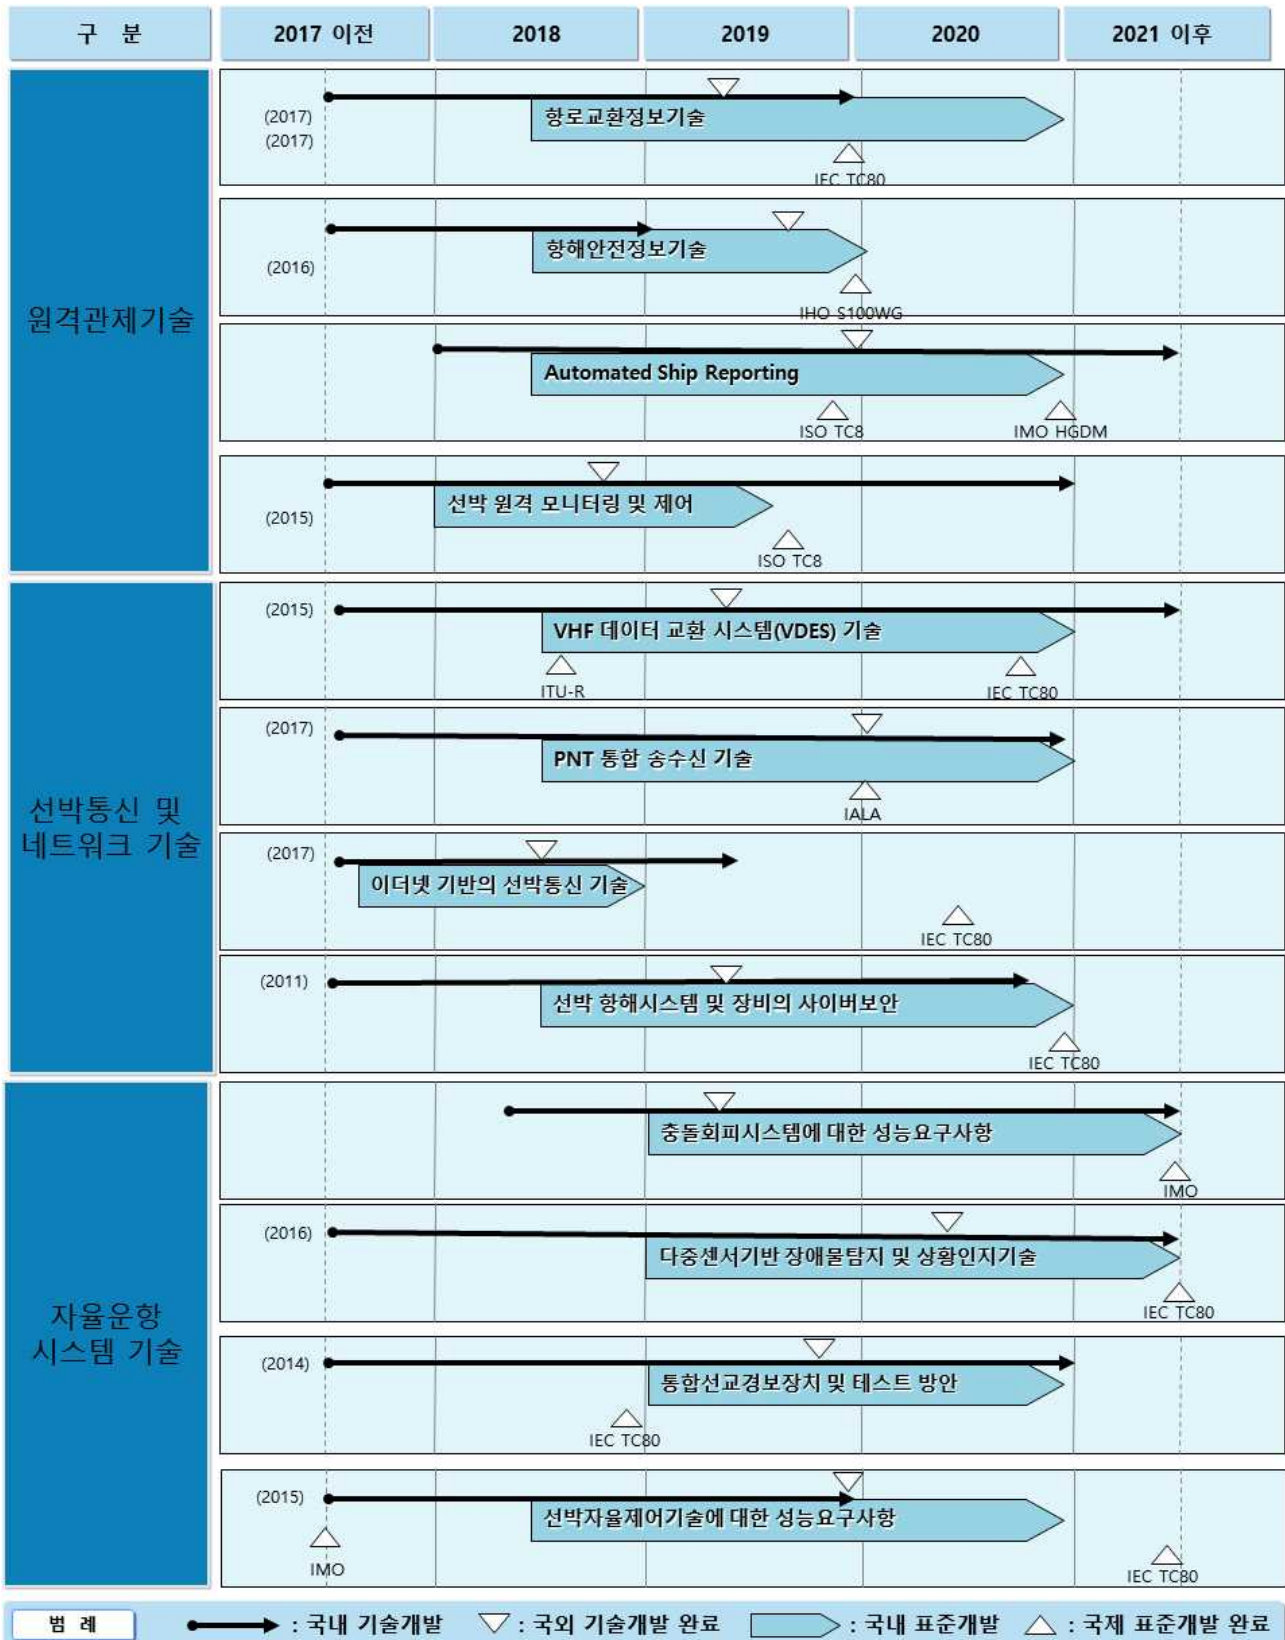 구 분
2017 이전
2018
2019
2020
2021 이후
원격관제기술
(2017)
(2017)
항로교환정보기술
IEC TC80
(2016)
항해안전정보기술
IHO S100WG
Automated Ship Reporting
ISO TC8
IMO HGDM
(2015)
선박 원격 모니터링 및 제어
ISO TC8
선박통신 및
네트워크 기술
(2015)
VHF 데이터 교환 시스템(VDES) 기술
ITU-R
IEC TC80
(2017)
PNT 통합 송수신 기술
IALA
(2017)
이더넷 기반의 선박통신 기술
IEC TC80
(2011)
선박 항해시스템 및 장비의 사이버보안
IEC TC80
자율운항
시스템 기술
충돌회피시스템에 대한 성능요구사항
IMO
(2016)
다중센서기반 장애물탐지 및 상황인지기술
IEC TC80
(2014)
통합선교경보장치 및 테스트 방안
IEC TC80
(2015)
선박자율제어기술에 대한 성능요구사항
IMO
IEC TC80
범 례
: 국내 기술개발
: 국외 기술개발 완료
: 국내 표준개발
: 국제 표준개발 완료